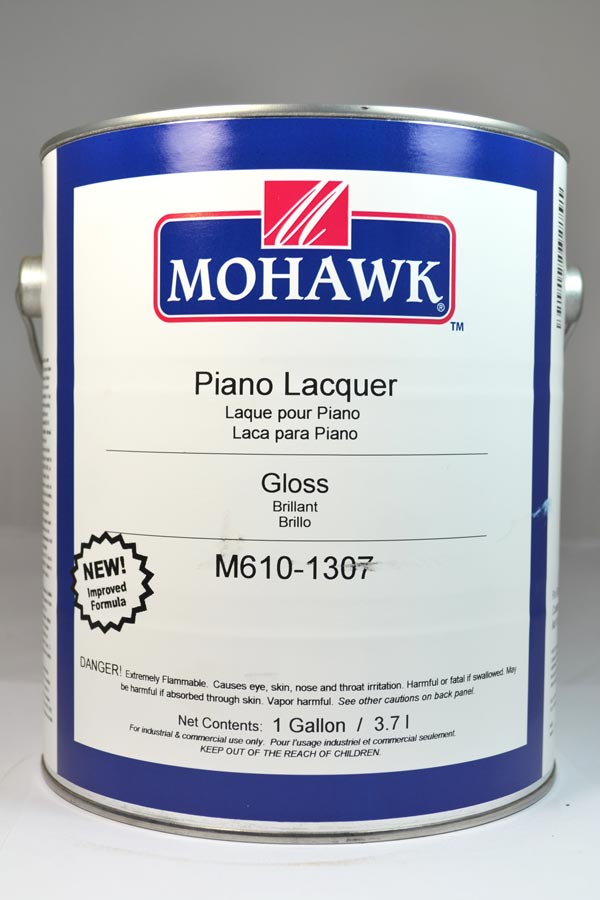 M
MOHAWK®
™
Piano Lacquer
Laque pour Piano
Laca para Piano
Gloss
Brillant
Brillo
NEW!
Improved
Formula
M610-1307
DANGER! Extremely Flammable. Causes eye, skin, nose and throat irritation. Harmful or fatal if swallowed. May
be harmful if absorbed through skin. Vapor harmful. See other cautions on back panel.
Net Contents: 1 Gallon / 3.7 l
For industrial & commercial use only. Pour l'usage industriel et commercial seulement.
KEEP OUT OF THE REACH OF CHILDREN.